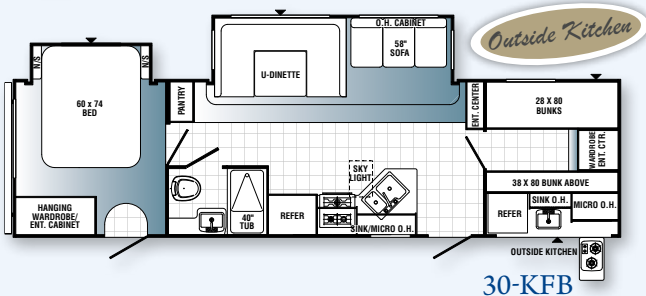 Outside Kitchen
N/S
N/S
60 x 74
BED
HANGING
WARDROBE/
ENT. CABINET
PANTRY
U-DINETTE
O.H. CABINET
58"
SOFA
ENT. CENTER
28 X 80
BUNKS
WARDROBE
ENT. CTR.
38 X 80 BUNK ABOVE
SKY
LIGHT
40"
TUB
REFER
SINK/MICRO O.H.
REFER
SINK O.H.
MICRO O.H.
OUTSIDE KITCHEN
30-KFB